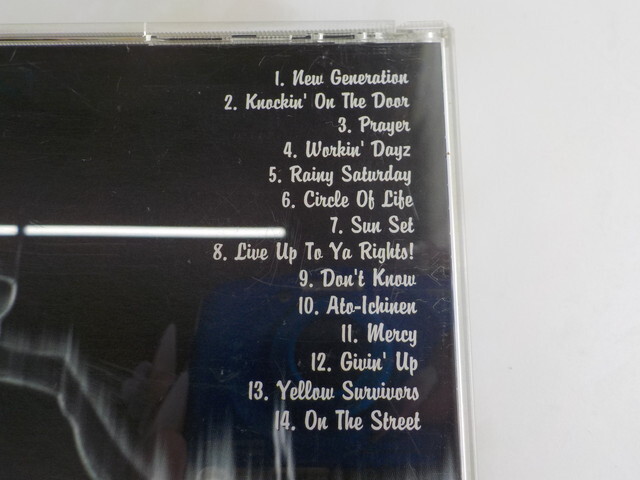 1. New Generation
2. Knockin' On The Door
3. Prayer
4. Workin' Dayz
5. Rainy Saturday
6. Circle Of Life
7. Sun Set
8. Live Up To Ya Rights!
9. Don't Know
10. Ato-Ichinen
11. Mercy
12. Givin' Up
13. Yellow Survivors
14. On The Street